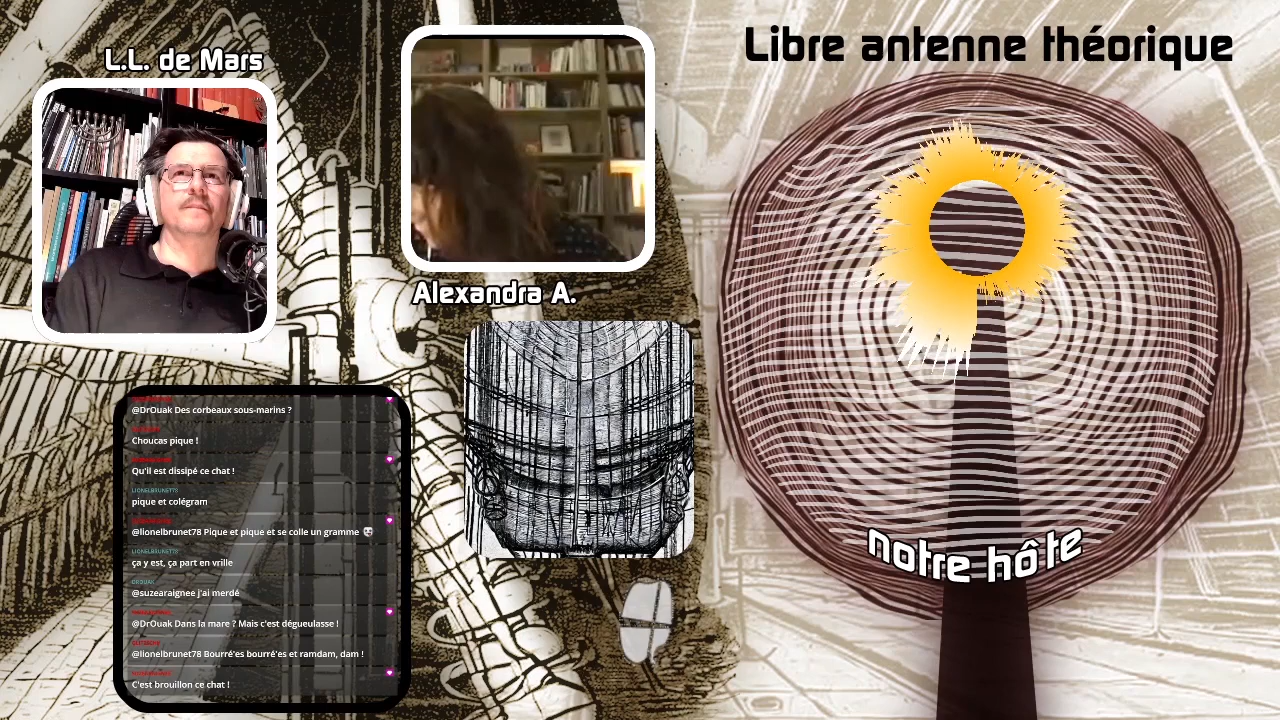 Libre antenne théorique
L.L. de Mars
Alexandra A.
@DrOuak Des corbeaux sous-marins ?
Choucas pique !
Qu'il est dissipé ce chat !
LIONELBRUNET78
pique et colégram
@lionelbrunet78 Pique et pique et se colle un gramme
LIONELBRUNET78
ça y est, ça part en vrille
DROUAK
@suzearaignee j'ai merdé
@DrOuak Dans la mare ? Mais c'est dégueulasse !
@lionelbrunet78 Bourré'es bourré'es et ramdam, dam !
C'est brouillon ce chat !
notre hôte